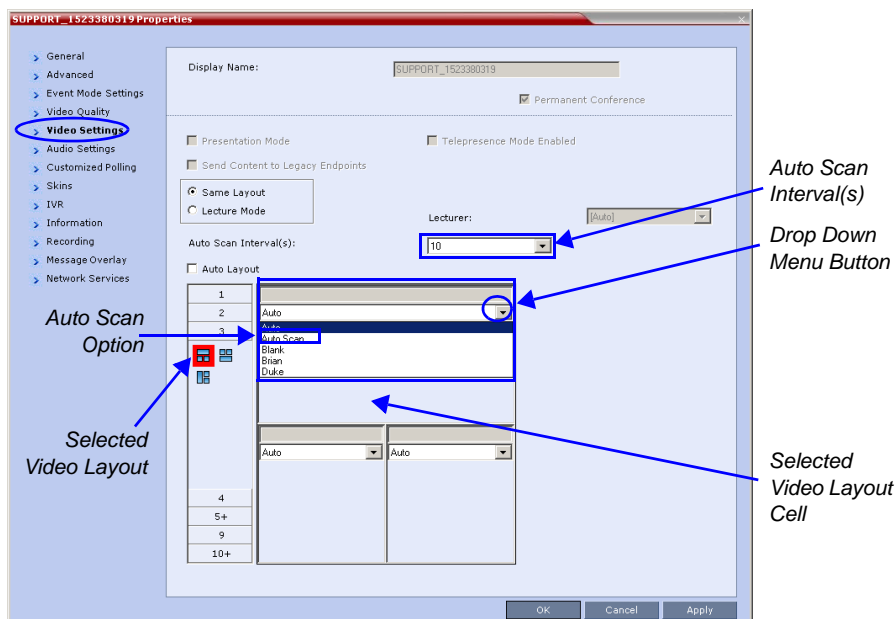 SUPPORT_1523380319 Properties
General
Advanced
Event Mode Settings
Video Quality
Video Settings
Audio Settings
Customized Polling
Skins
IVR
Information
Recording
Message Overlay
Network Services
Display Name:
SUPPORT_1523380319
Permanent Conference
Presentation Mode
Telepresence Mode Enabled
Send Content to Legacy Endpoints
Same Layout
Lecture Mode
Lecturer:
[Auto]
Auto Scan Interval(s):
10
Auto Layout
1
2
3
Auto
Auto
Auto Scan
Blank
Brian
Duke
Auto
Auto
4
5+
9
10+
OK
Cancel
Apply
Auto Scan
Interval(s)
Drop Down
Menu Button
Auto Scan
Option
Selected
Video Layout
Selected
Video Layout
Cell